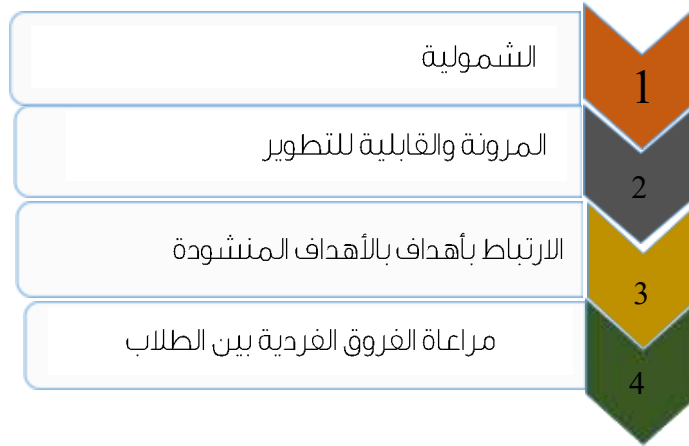 الشمولية
1
المرونة والقابلية للتطوير
2
الارتباط بأهداف بالأهداف المنشودة
3
مراعاة الفروق الفردية بين الطلاب
4